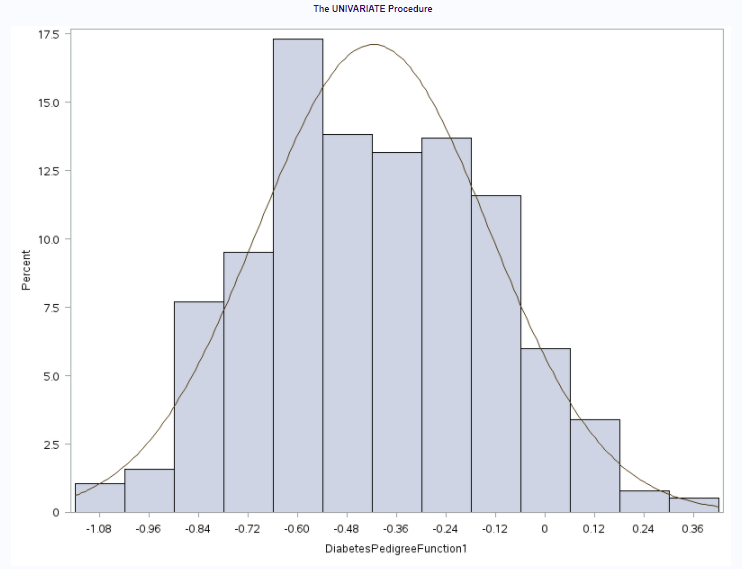 The UNIVARIATE Procedure
17.5
15.0
12.5
10.0
7.5
5.0
2.5
0
Percent
-1.08 -0.96 -0.84 -0.72 -0.60 -0.48 -0.36 -0.24 -0.12 0 0.12 0.24 0.36
DiabetesPedigreeFunction1